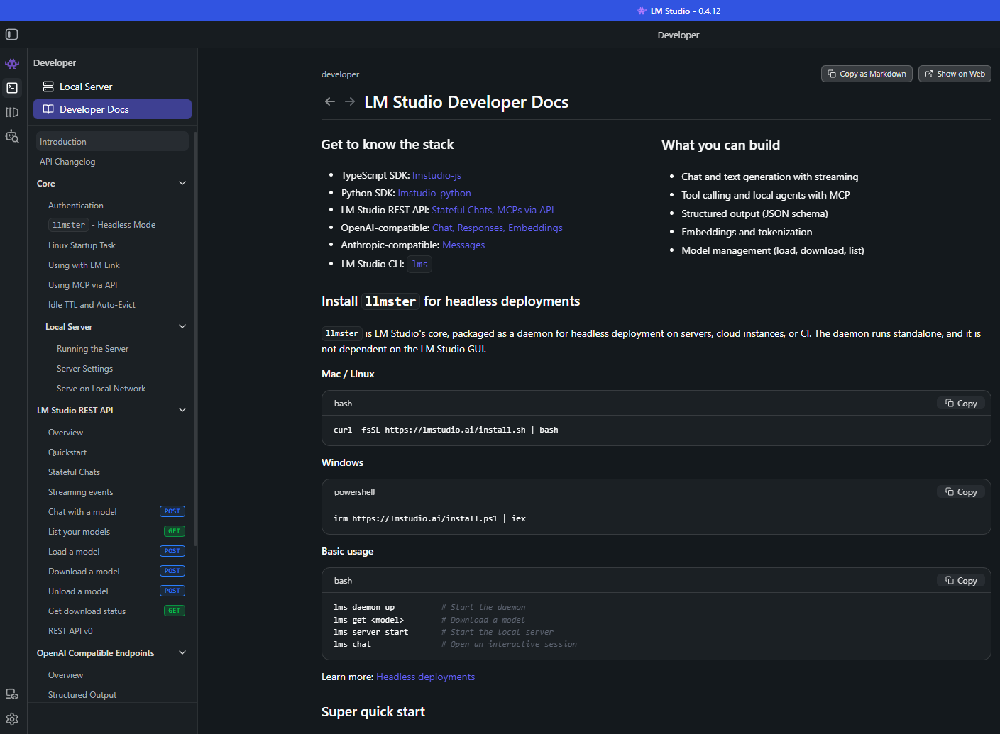 LM Studio - 0.4.12
Developer
Developer
Local Server
Developer Docs
Introduction
API Changelog
Core
Authentication
llmster - Headless Mode
Linux Startup Task
Using with LM Link
Using MCP via API
Idle TTL and Auto-Evict
Local Server
Running the Server
Server Settings
Serve on Local Network
LM Studio REST API
Overview
Quickstart
Stateful Chats
Streaming events
Chat with a model POST
List your models GET
Load a model POST
Download a model POST
Unload a model POST
Get download status GET
REST API v0
OpenAI Compatible Endpoints
Overview
Structured Output
developer
Copy as Markdown
Show on Web
LM Studio Developer Docs
Get to know the stack
• TypeScript SDK: lmstudio-js
• Python SDK: lmstudio-python
• LM Studio REST API: Stateful Chats, MCPs via API
• OpenAI-compatible: Chat, Responses, Embeddings
• Anthropic-compatible: Messages
• LM Studio CLI: lms
What you can build
• Chat and text generation with streaming
• Tool calling and local agents with MCP
• Structured output (JSON schema)
• Embeddings and tokenization
• Model management (load, download, list)
Install llmster for headless deployments
llmster is LM Studio's core, packaged as a daemon for headless deployment on servers, cloud instances, or CI. The daemon runs standalone, and it is
not dependent on the LM Studio GUI.
Mac / Linux
bash
Copy
curl -fsSL https://lmstudio.ai/install.sh | bash
Windows
powershell
Copy
irm https://lmstudio.ai/install.ps1 | iex
Basic usage
bash
Copy
lms daemon up # Start the daemon
lms get <model> # Download a model
lms server start # Start the local server
lms chat # Open an interactive session
Learn more: Headless deployments
Super quick start